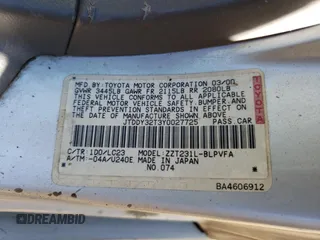 MFD. BY TOYOTA MOTOR CORPORATION 03/00
GVWR 3445LB GAWR FR 2115LB RR 2080LB
THIS VEHICLE CONFORMS TO ALL APPLICABLE
FEDERAL MOTOR VEHICLE SAFETY, BUMPER,
AND THEFT PREVENTION STANDARDS IN EFFECT ON
THE DATE OF MANUFACTURE SHOWN ABOVE.
JTDDY32T3Y0027725 PASS.CAR
C/TR 1D0/LC23 MODEL ZZT231L-BLPVFA
A/TM -04A/U240E MADE IN JAPAN
NO.074
TOYOTA
BA4606912